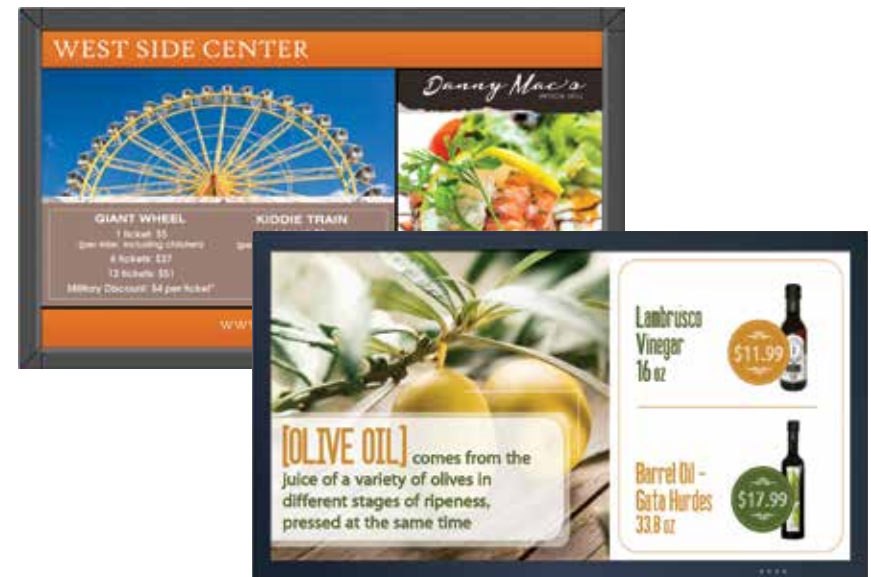 WEST SIDE CENTER
Danny Mac's
GIANT WHEEL
1 ticket: $5
(per rider, including children)
6 tickets: $27
12 tickets: $51
Military Discount: $4 per ticket*
KIDDIE TRAIN
WWW
[OLIVE OIL] comes from the
juice of a variety of olives in
different stages of ripeness,
pressed at the same time
Lambrusco
Vinegar
16 oz
$11.99
Barrel Oil -
Gata Hurdes
33.8 oz
$17.99